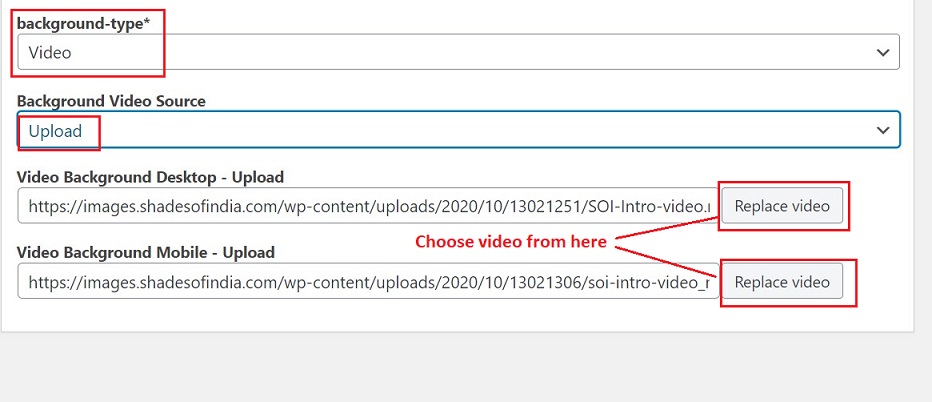 background-type*
Video
Background Video Source
Upload
Video Background Desktop - Upload
https://images.shadesofindia.com/wp-content/uploads/2020/10/13021251/SOI-Intro-video.
Replace video
Choose video from here
Video Background Mobile - Upload
https://images.shadesofindia.com/wp-content/uploads/2020/10/13021306/soi-intro-video_
Replace video